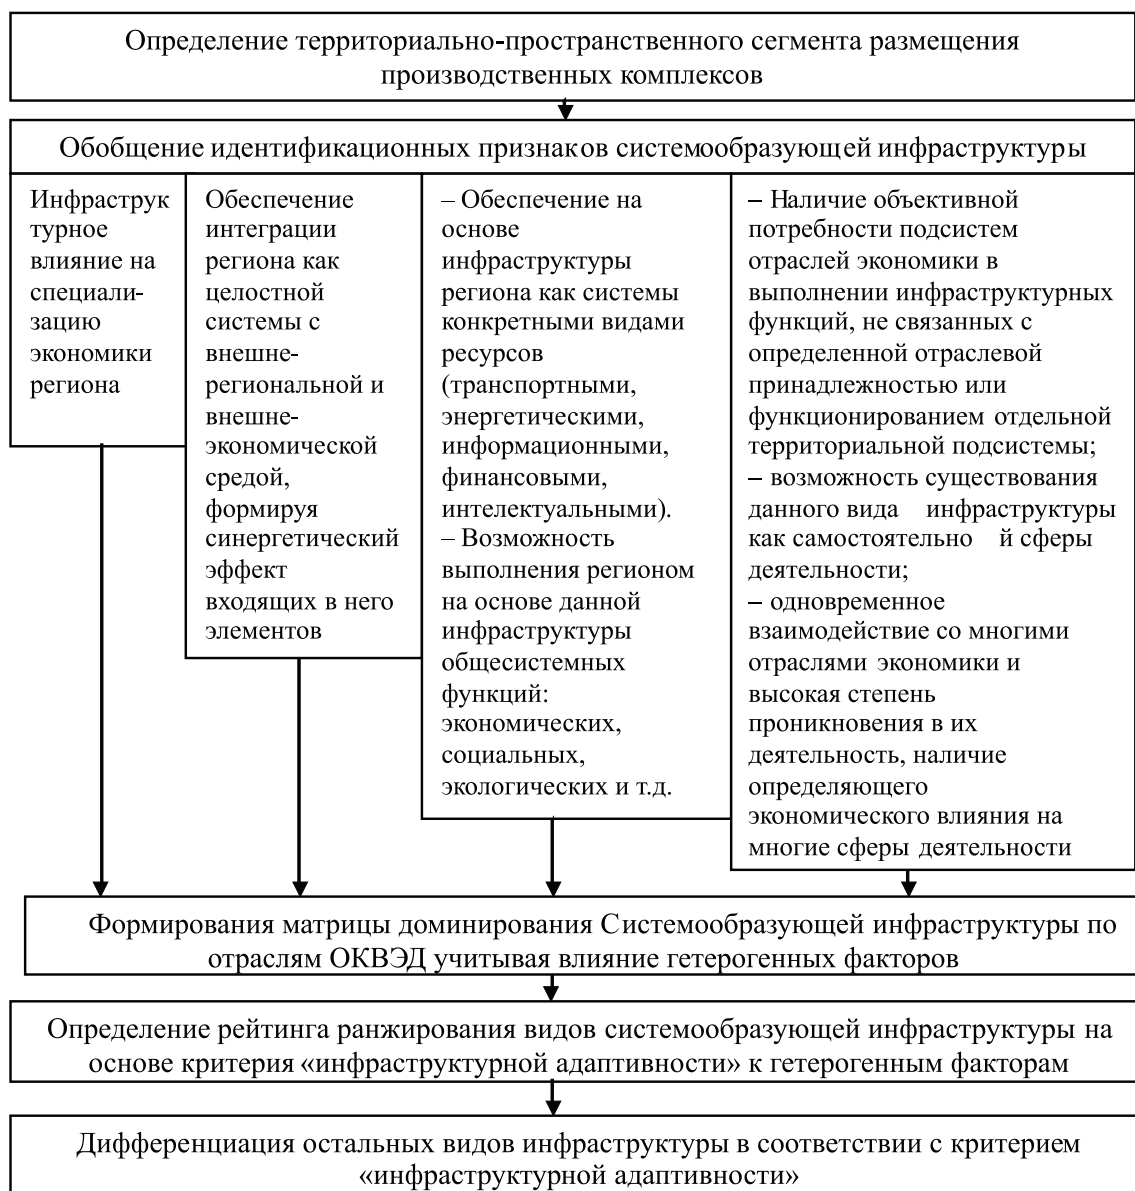 Определение территориально-пространственного сегмента размещения
производственных комплексов
Обобщение идентификационных признаков системообразующей инфраструктуры
Инфраструк
турное
влияние на
специали-
зацию
экономики
региона
Обеспечение
интеграции
региона как
целостной
системы с
внешне-
региональной и
внешне-
экономической
средой,
формируя
синергетический
эффект
входящих в него
элементов
– Обеспечение на
основе
инфраструктуры
региона как системы
конкретными видами
ресурсов
(транспортными,
энергетическими,
информационными,
финансовыми,
интелектуальными).
– Возможность
выполнения регионом
на основе данной
инфраструктуры
общесистемных
функций:
экономических,
социальных,
экологических и т.д.
– Наличие объективной
потребности подсистем
отраслей экономики в
выполнении инфраструктурных
функций, не связанных с
определенной отраслевой
принадлежностью или
функционированием отдельной
территориальной подсистемы;
– возможность существования
данного вида инфраструктуры
как самостоятельно й сферы
деятельности;
– одновременное
взаимодействие со многими
отраслями экономики и
высокая степень
проникновения в их
деятельность, наличие
определяющего
экономического влияния на
многие сферы деятельности
Формирования матрицы доминирования Системообразующей инфраструктуры по
отраслям ОКВЭД учитывая влияние гетерогенных факторов
Определение рейтинга ранжирования видов системообразующей инфраструктуры на
основе критерия «инфраструктурной адаптивности» к гетерогенным факторам
Дифференциация остальных видов инфраструктуры в соответствии с критерием
«инфраструктурной адаптивности»